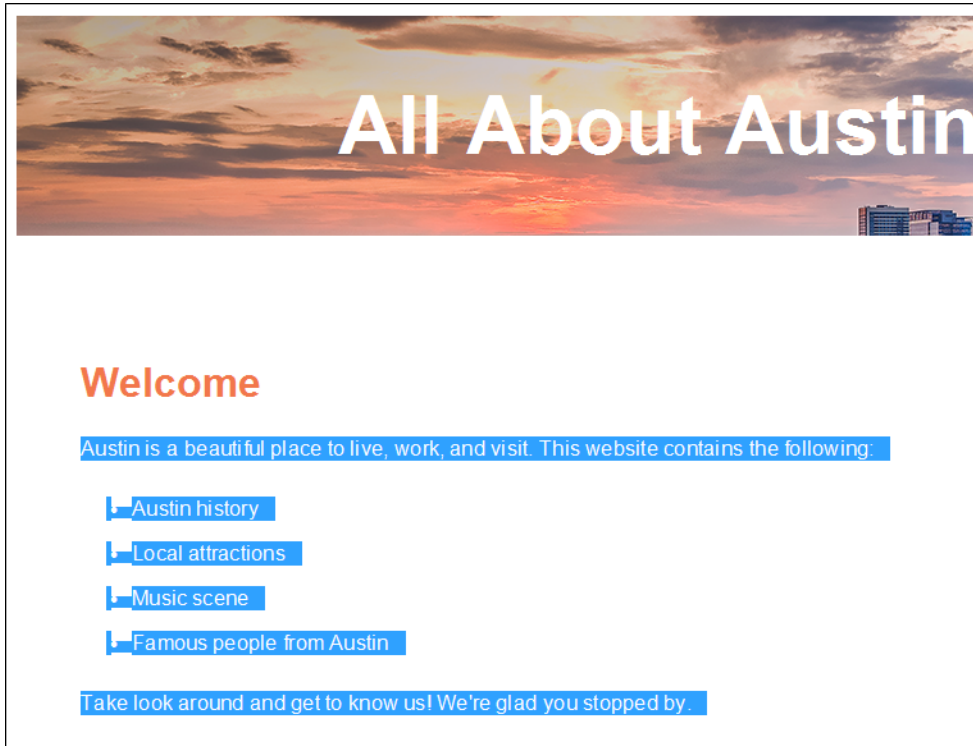 All About Austin
Welcome
Austin is a beautiful place to live, work, and visit. This website contains the following:
Austin history
Local attractions
Music scene
Famous people from Austin
Take look around and get to know us! We're glad you stopped by.